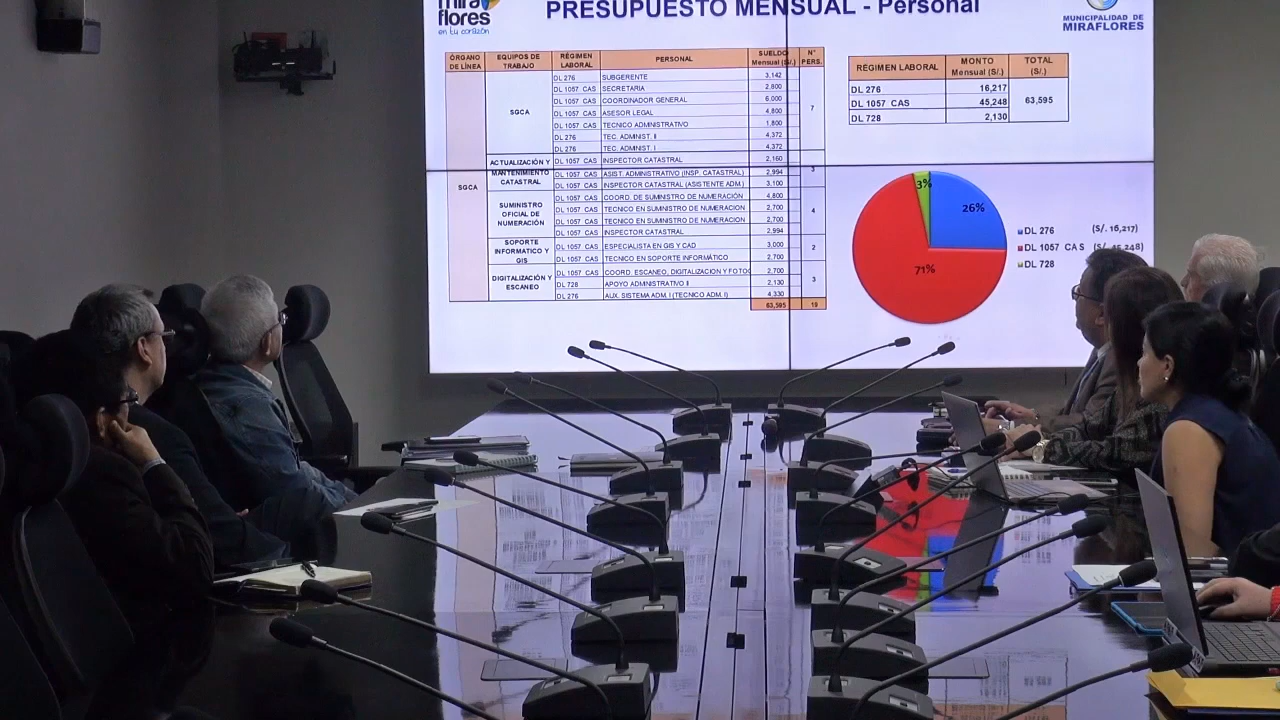 mira
flores
en tu corazón
PRESUPUESTO MENSUAL - Personal
MUNICIPALIDAD DE
MIRAFLORES
ÓRGANO DE LÍNEA EQUIPOS DE TRABAJO RÉGIMEN LABORAL PERSONAL SUELDO Mensual (S/.) N° PERS.
SGCA
SGCA
DL 276 SUBGERENTE 3,142
DL 1057 CAS SECRETARIA 2,800
DL 1057 CAS COORDINADOR GENERAL 6,000
DL 1057 CAS ASESOR LEGAL 4,800
DL 1057 CAS TECNICO ADMINISTRATIVO 1,800
DL 276 TEC. ADMINIST. II 4,372
DL 276 TEC. ADMINIST. I 4,372
7
ACTUALIZACIÓN Y MANTENIMIENTO CATASTRAL
DL 1057 CAS INSPECTOR CATASTRAL 2,160
DL 1057 CAS ASIST. ADMINISTRATIVO (INSP. CATASTRAL) 2,994
DL 1057 CAS INSPECTOR CATASTRAL (ASISTENTE ADM.) 3,100
3
SUMINISTRO OFICIAL DE NUMERACIÓN
DL 1057 CAS COORD. DE SUMINISTRO DE NUMERACIÓN 4,800
DL 1057 CAS TECNICO EN SUMINISTRO DE NUMERACION 2,700
DL 1057 CAS TECNICO EN SUMINISTRO DE NUMERACION 2,700
DL 1057 CAS INSPECTOR CATASTRAL 2,994
4
SOPORTE INFORMATICO Y GIS
DL 1057 CAS ESPECIALISTA EN GIS Y CAD 3,000
DL 1057 CAS TECNICO EN SOPORTE INFORMÁTICO 2,700
2
DIGITALIZACIÓN Y ESCANEO
DL 1057 CAS COORD. ESCANEO, DIGITALIZACION Y FOTOC 2,700
DL 728 APOYO ADMINISTRATIVO II 2,130
DL 276 AUX. SISTEMA ADM. I (TECNICO ADM.I) 4,330
3
63,595 19
RÉGIMEN LABORAL MONTO Mensual (S/.) TOTAL (S/.)
DL 276 16,217
DL 1057 CAS 45,248 63,595
DL 728 2,130
3%
26%
71%
DL 276 (S/. 16,217)
DL 1057 CAS (S/. 45,248)
DL 728